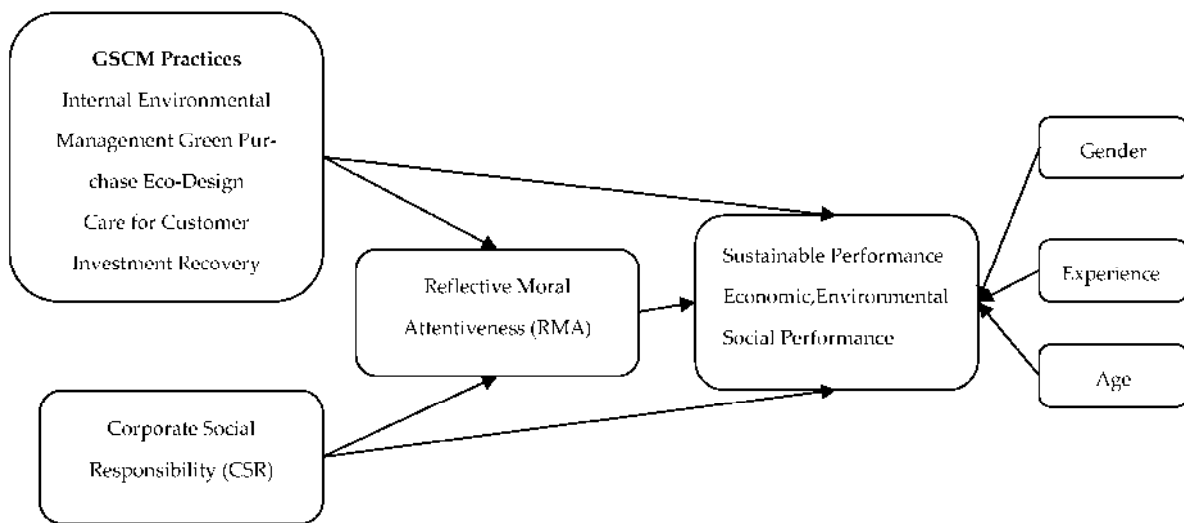 GSCM Practices
Internal Environmental
Management Green Pur-
chase Eco-Design
Care for Customer
Investment Recovery
Reflective Moral
Attentiveness (RMA)
Corporate Social
Responsibility (CSR)
Sustainable Performance
Economic,Environmental
Social Performance
Gender
Experience
Age